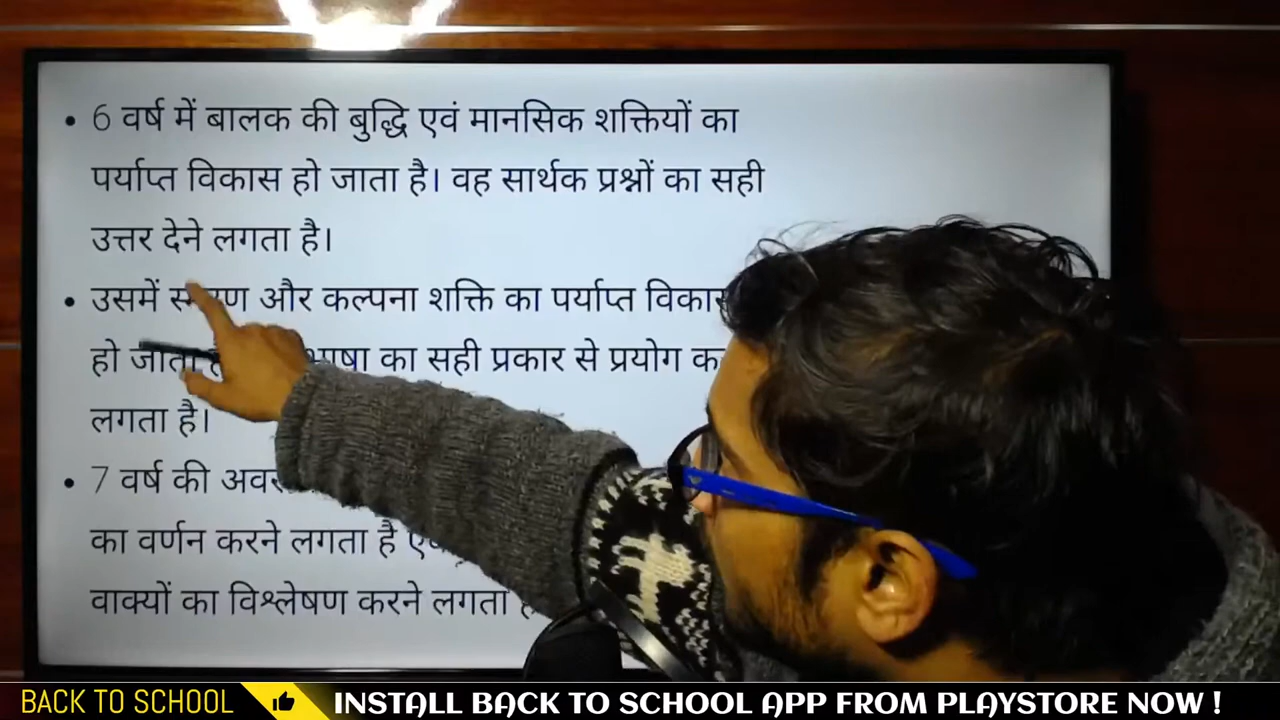 • 6 वर्ष में बालक की बुद्धि एवं मानसिक शक्तियों का
पर्याप्त विकास हो जाता है। वह सार्थक प्रश्नों का सही
उत्तर देने लगता है।
• उसमें और कल्पना शक्ति का पर्याप्त
हो जाता का सही प्रकार से प्रयोग
लगता है।
• 7 वर्ष की
का वर्णन करने लगता है
वाक्यों का विश्लेषण करने लगता
BACK TO SCHOOL INSTALL BACK TO SCHOOL APP FROM PLAYSTORE NOW !